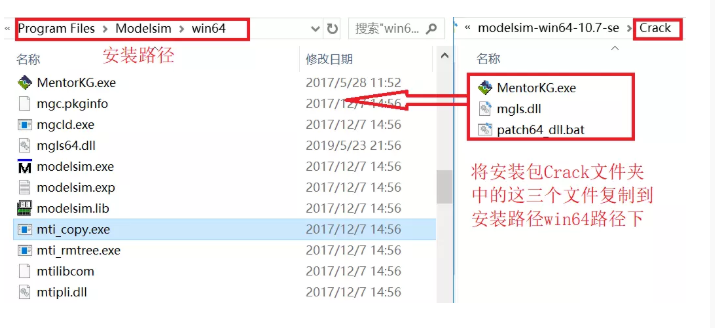 « Program Files › Modelsim › win64
搜索"win6...
« modelsim-win64-10.7-se › Crack
安装路径
名称
修改日期
名称
MentorKG.exe
2017/5/28 11:52
mgc.pkginfo
2017/12/7 14:56
mgcld.exe
2017/12/7 14:56
mgls64.dll
2019/5/23 21:56
modelsim.exe
2017/12/7 14:56
modelsim.exp
2017/12/7 14:56
modelsim.lib
2017/12/7 14:56
mti_copy.exe
2017/12/7 14:56
mti_rmtree.exe
2017/12/7 14:56
mtilibcom
2017/12/7 14:56
mtipli.dll
2017/12/7 14:56
MentorKG.exe
mgls.dll
patch64_dll.bat
将安装包Crack文件夹
中的这三个文件复制到
安装路径win64路径下